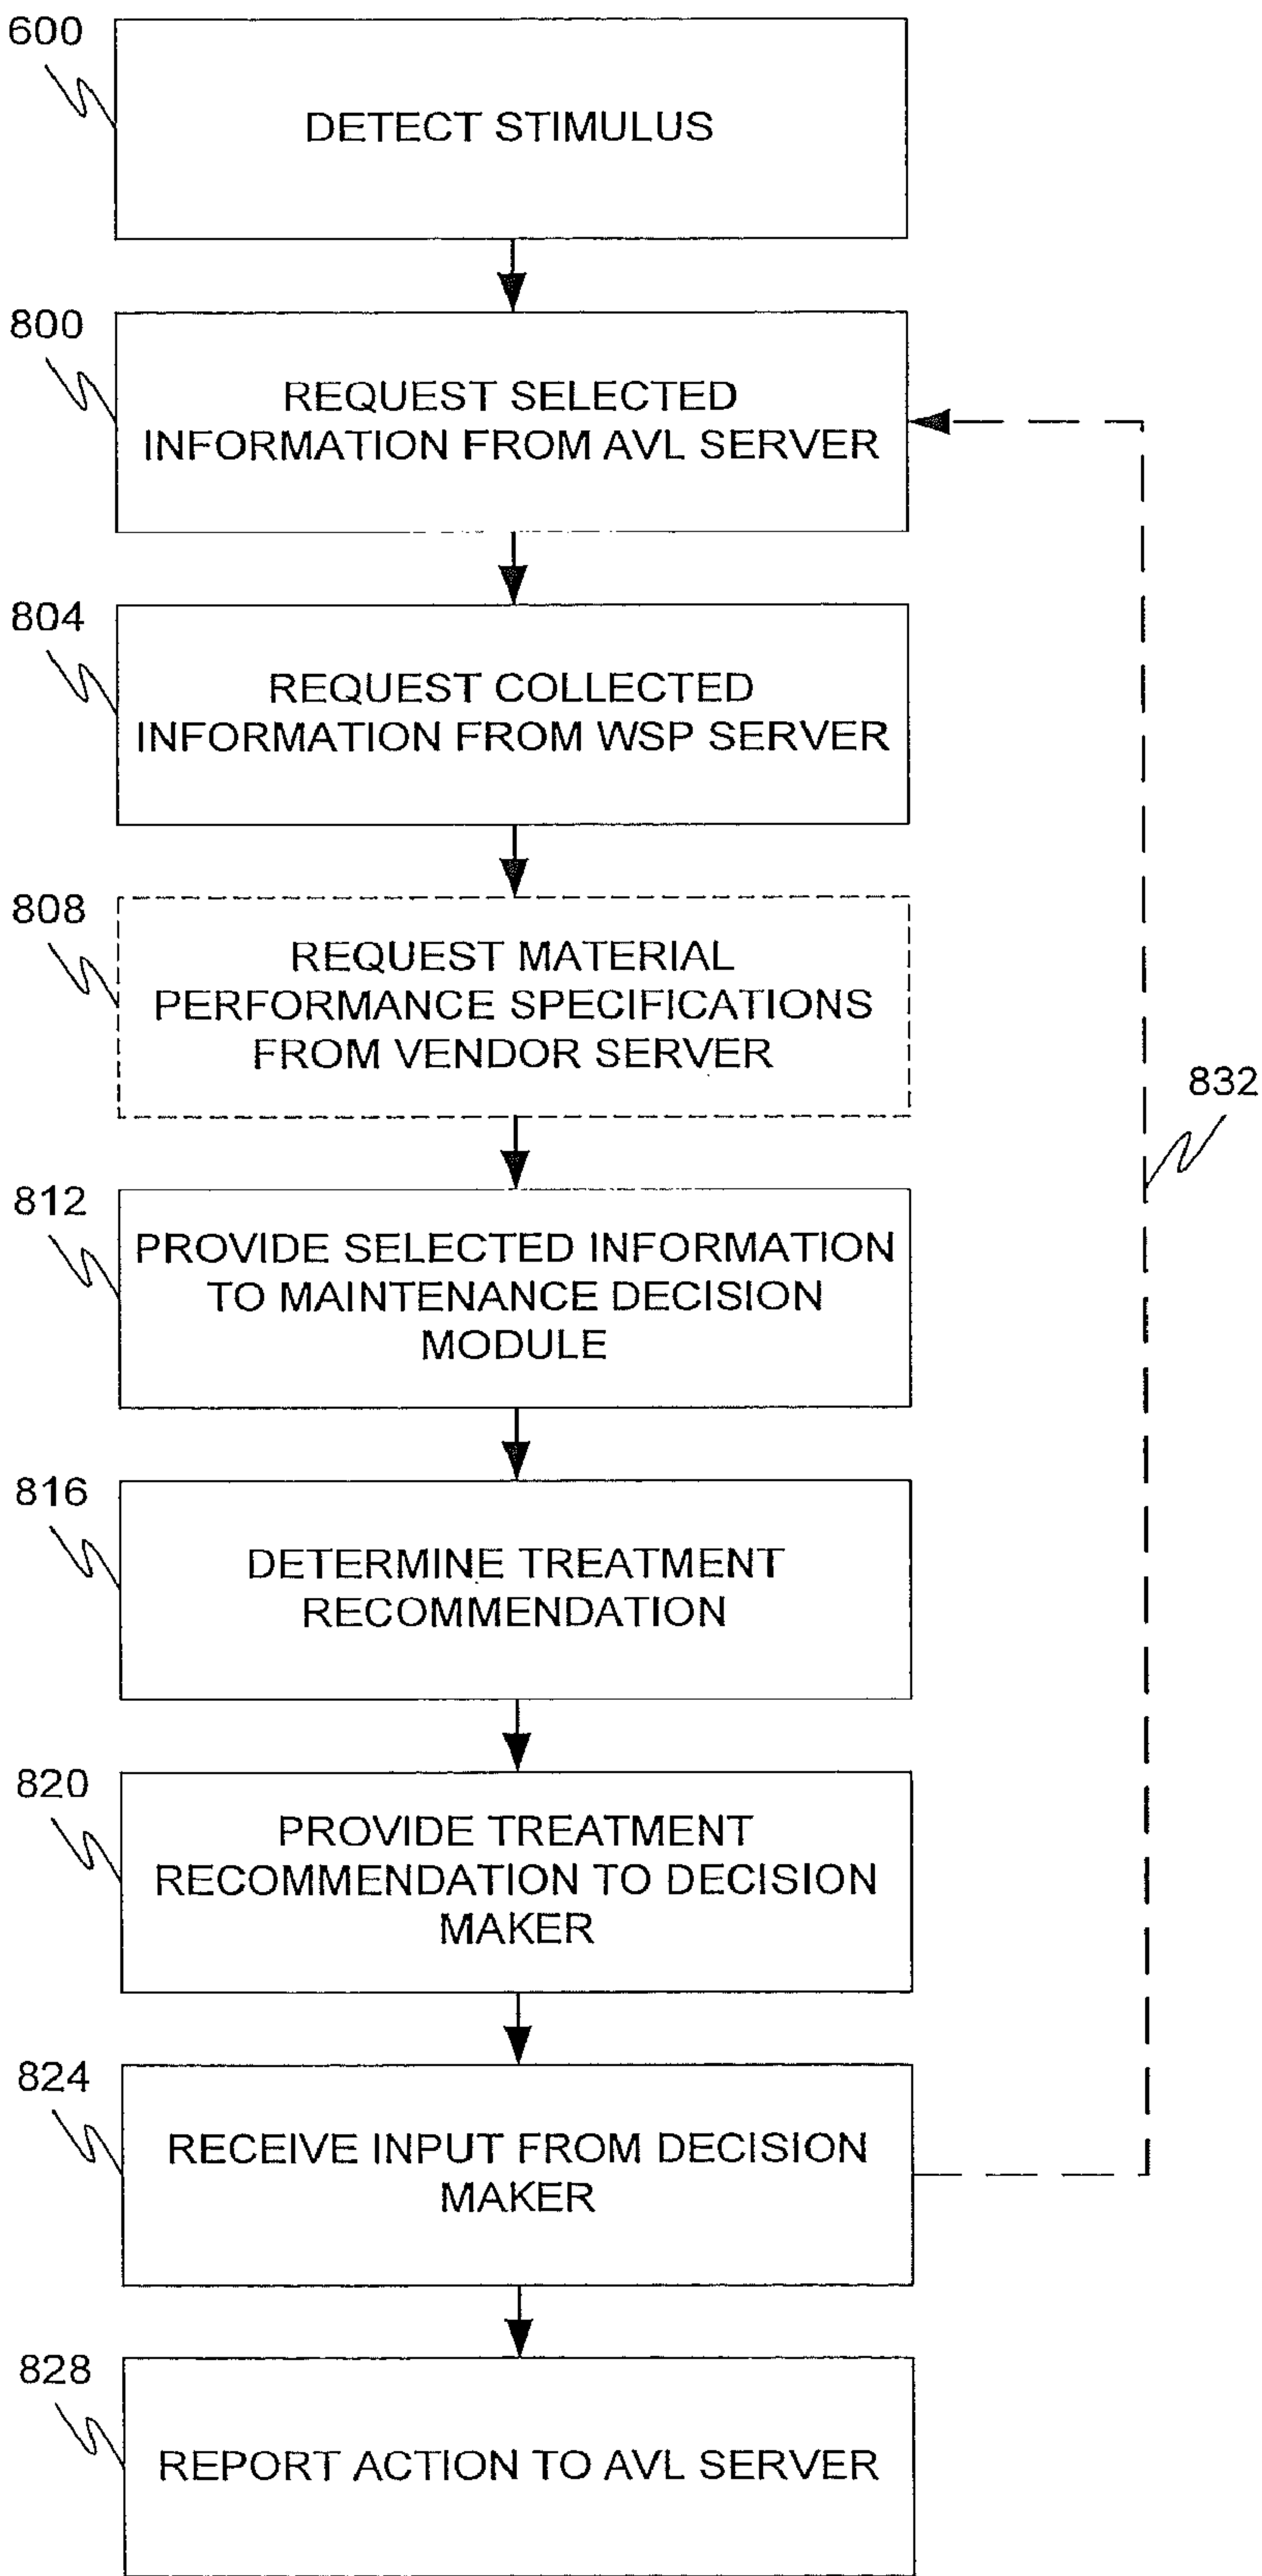 600
DETECT STIMULUS
800
REQUEST SELECTED
INFORMATION FROM AVL SERVER
804
REQUEST COLLECTED
INFORMATION FROM WSP SERVER
808
REQUEST MATERIAL
PERFORMANCE SPECIFICATIONS
FROM VENDOR SERVER
832
812
PROVIDE SELECTED INFORMATION
TO MAINTENANCE DECISION
MODULE
816
DETERMINE TREATMENT
RECOMMENDATION
820
PROVIDE TREATMENT
RECOMMENDATION TO DECISION
MAKER
824
RECEIVE INPUT FROM DECISION
MAKER
828
REPORT ACTION TO AVL SERVER